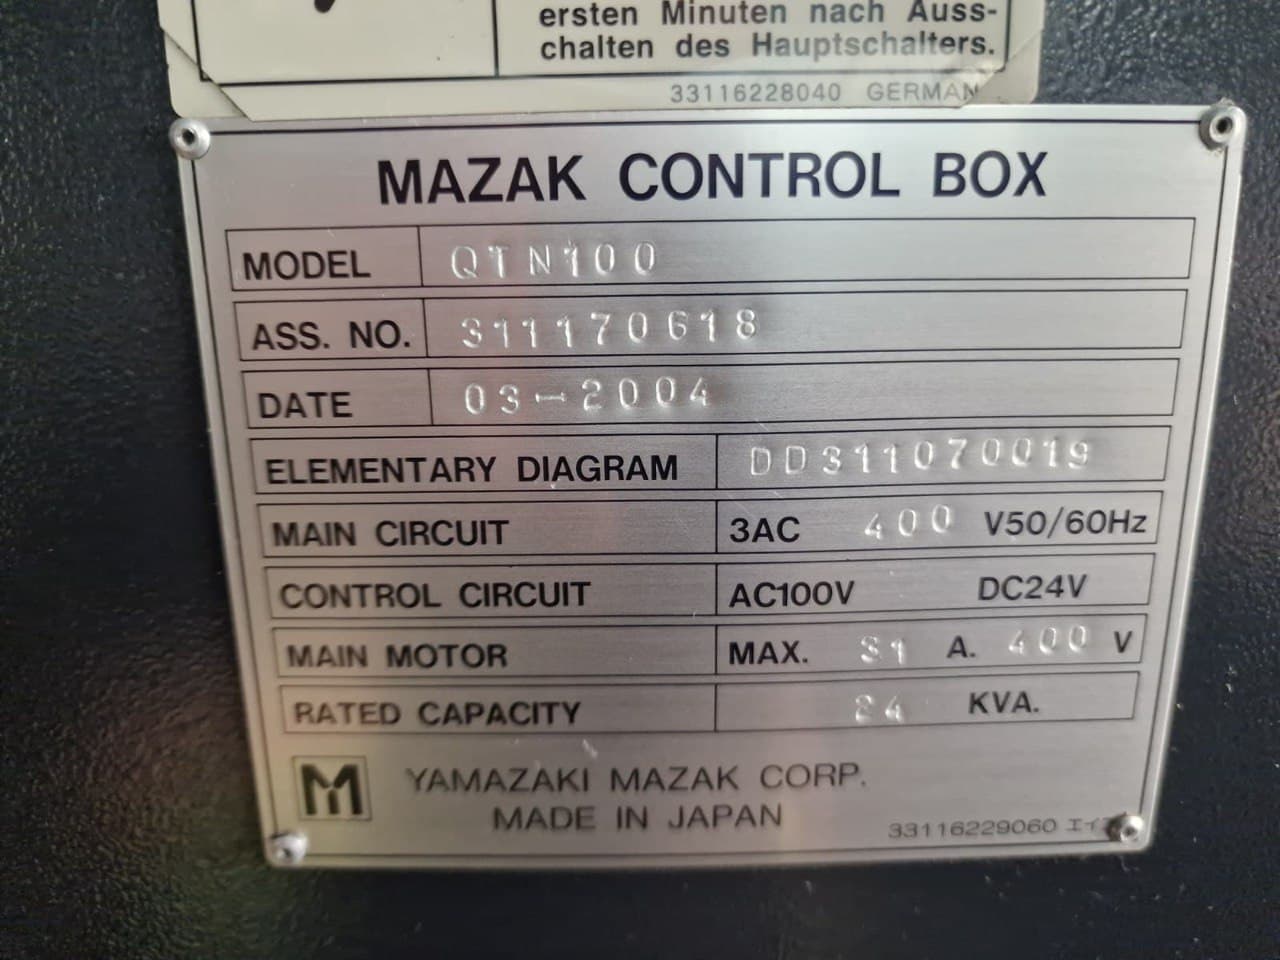 ersten Minuten nach Auss-
chalten des Hauptschalters.
33116228040 GERMAN
MAZAK CONTROL BOX
MODEL QTN100
ASS. NO. 311170618
DATE 03-2004
ELEMENTARY DIAGRAM DD311070019
MAIN CIRCUIT 3AC 400 V50/60Hz
CONTROL CIRCUIT AC100V DC24V
MAIN MOTOR MAX. 31 A. 400 V
RATED CAPACITY 24 KVA.
YAMAZAKI MAZAK CORP.
MADE IN JAPAN
33116229060